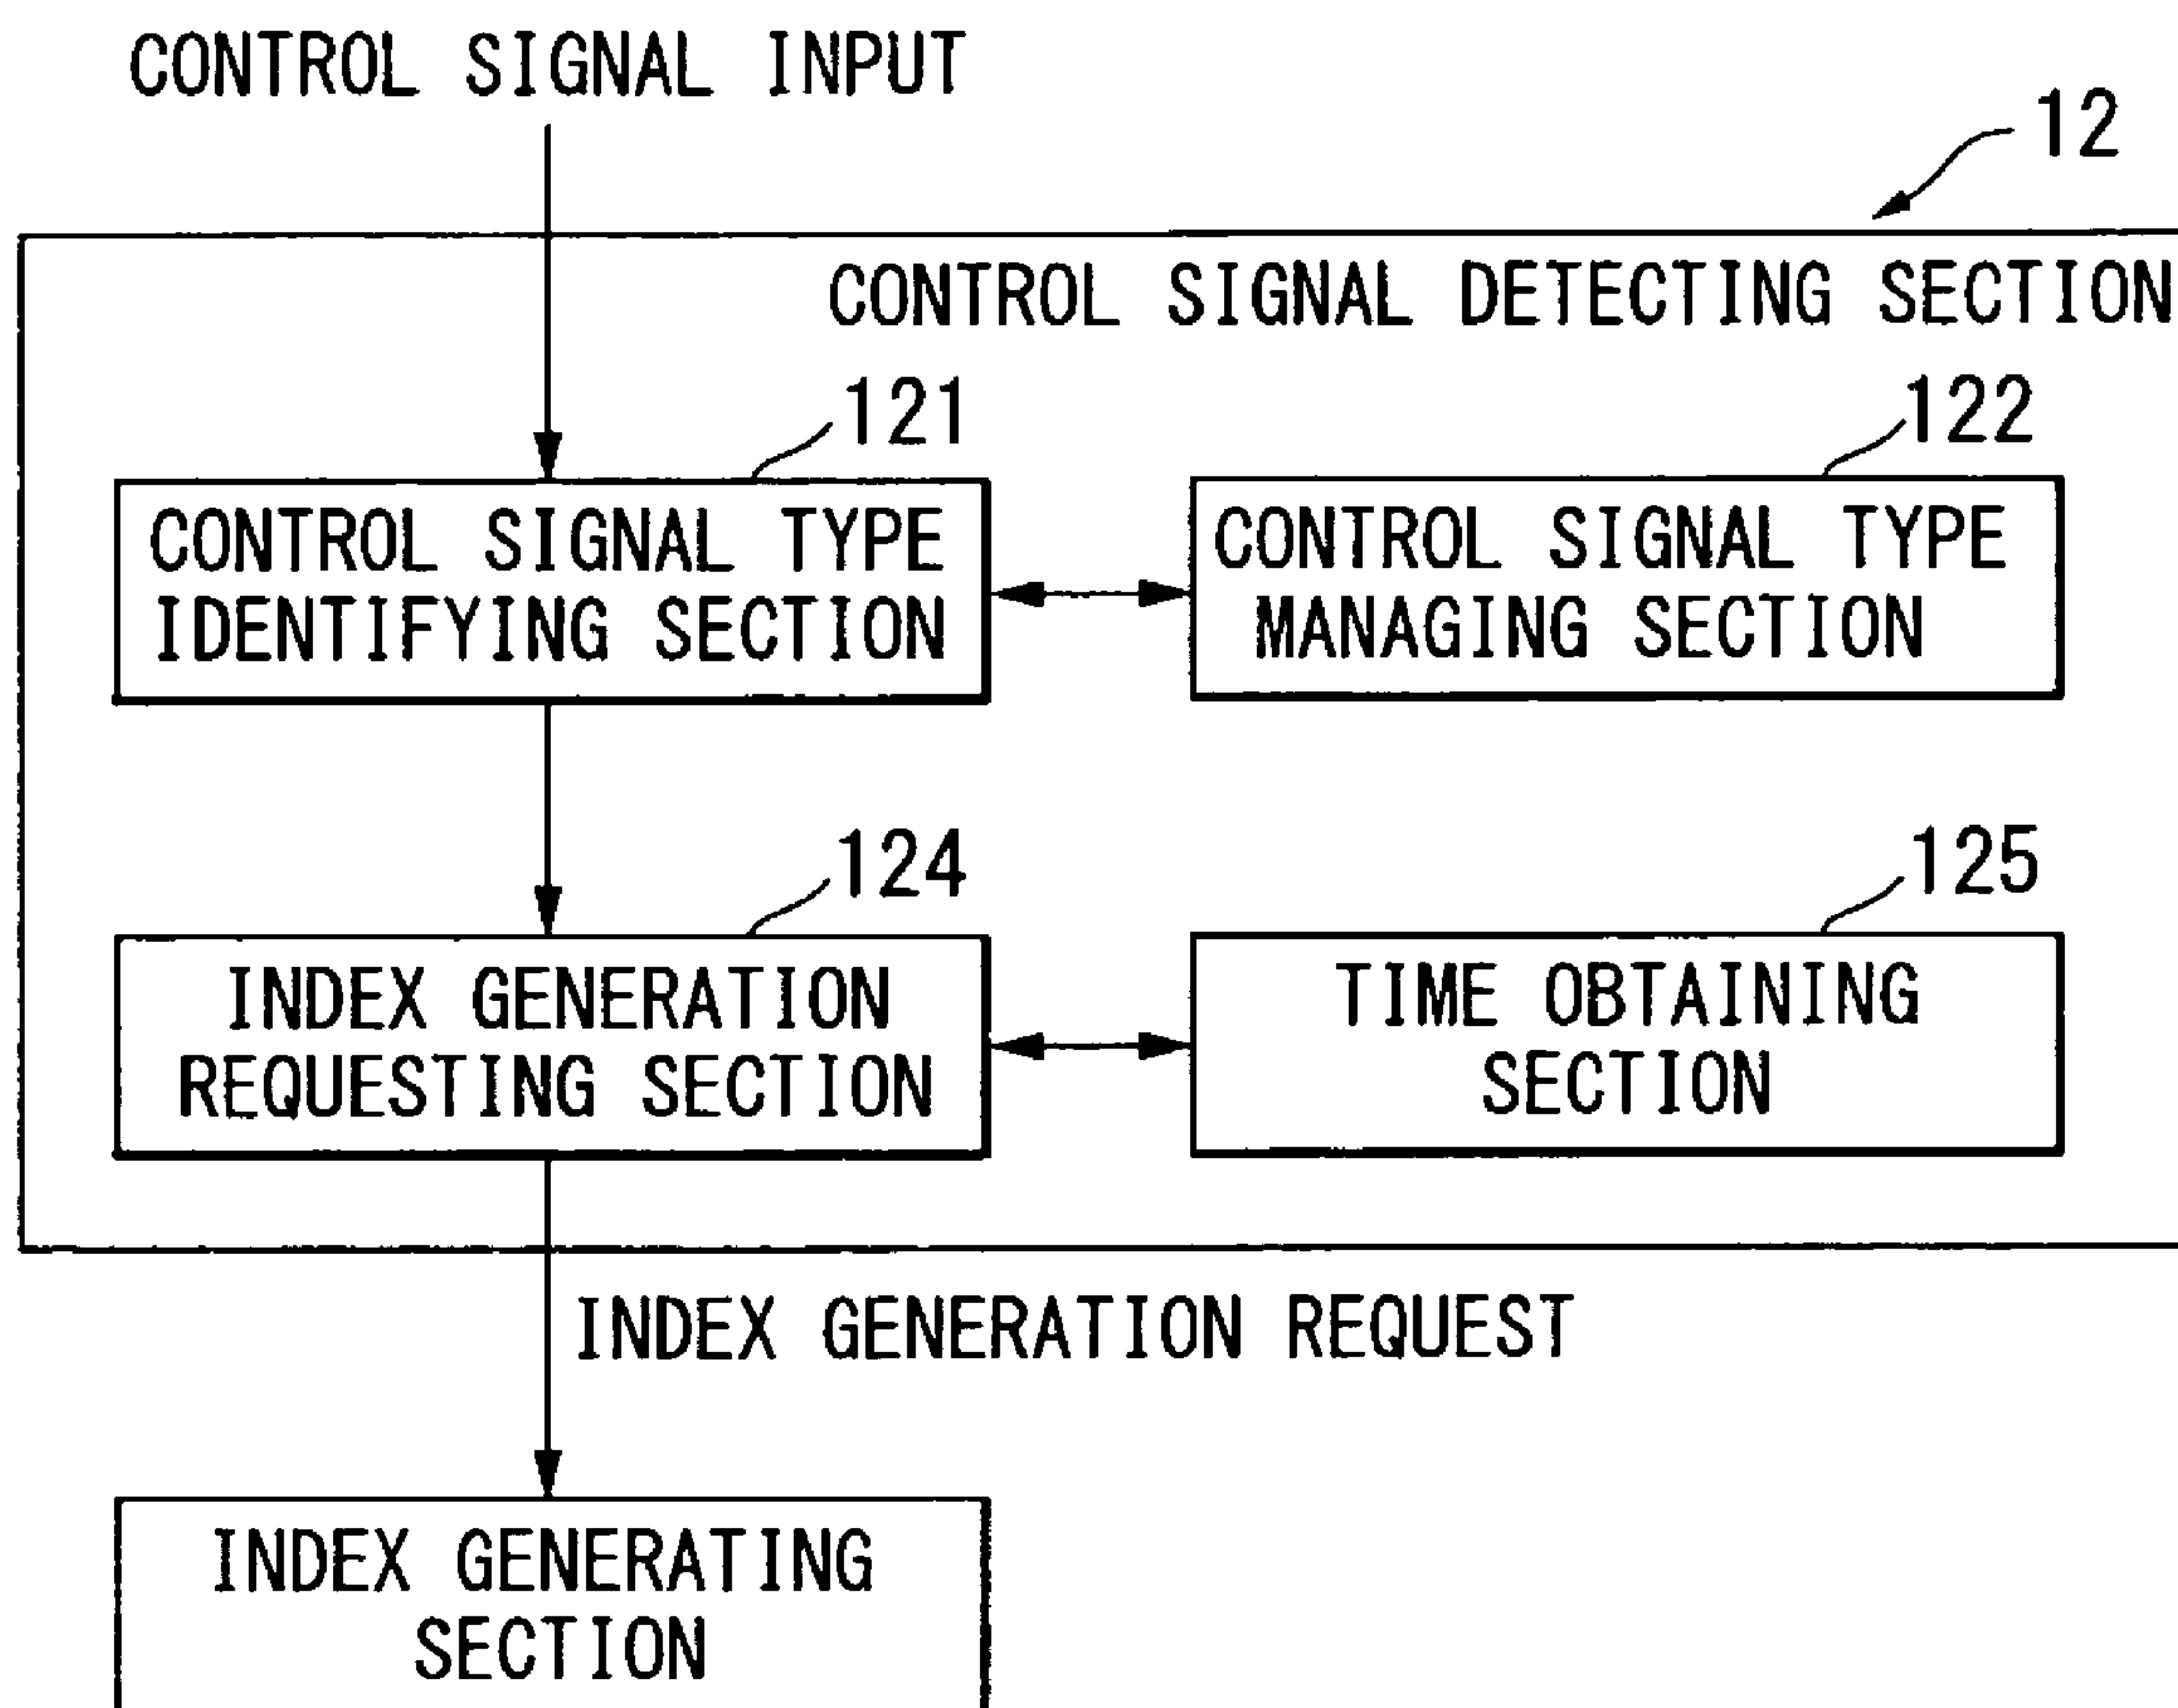 CONTROL SIGNAL INPUT
12
CONTROL SIGNAL DETECTING SECTION
121
122
CONTROL SIGNAL TYPE
IDENTIFYING SECTION
CONTROL SIGNAL TYPE
MANAGING SECTION
124
125
INDEX GENERATION
REQUESTING SECTION
TIME OBTAINING
SECTION
INDEX GENERATION REQUEST
INDEX GENERATING
SECTION